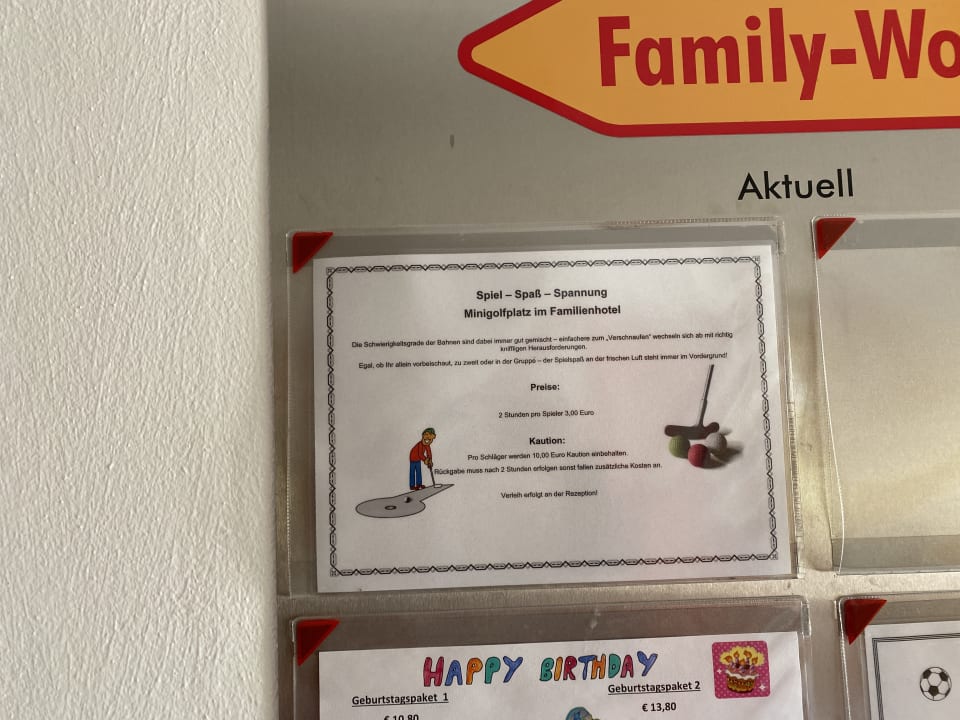 Family-Wo
Aktuell
Spiel – Spaß – Spannung
Minigolfplatz im Familienhotel
Die Schwierigkeitsgrade der Bahnen sind dabei immer gut gemischt – einfachere zum „Verschnaufen“ wechseln sich ab mit richtig
kniffligen Herausforderungen.
Egal, ob Ihr allein vorbeischaut, zu zweit oder in der Gruppe – der Spielspaß an der frischen Luft steht immer im Vordergrund!
Preise:
2 Stunden pro Spieler 3,00 Euro
Kaution:
Pro Schläger werden 10,00 Euro Kaution einbehalten.
Rückgabe muss nach 2 Stunden erfolgen sonst fallen zusätzliche Kosten an.
Verleih erfolgt an der Rezeption!
HAPPY BIRTHDAY
Geburtstagspaket 1
Geburtstagspaket 2
€ 10,80
€ 13,80